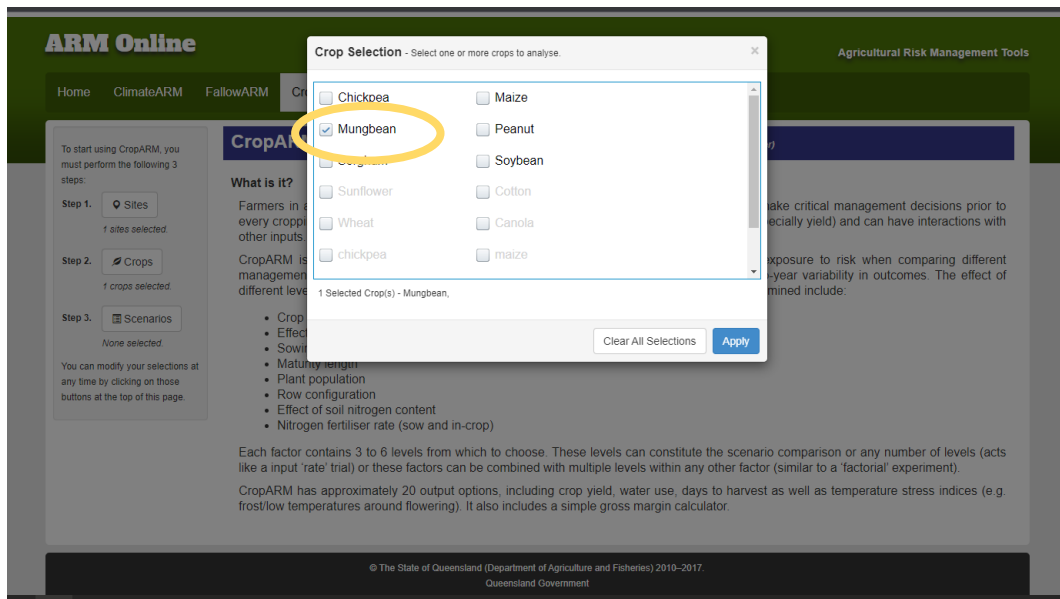 ARM Online
Agricultural Risk Management Tools
Home ClimateARM FallowARM
Crop Selection - Select one or more crops to analyse. ×
Chickpea Maize
Mungbean Peanut
Sorghum Soybean
Sunflower Cotton
Wheat Canola
chickpea maize
1 Selected Crop(s) - Mungbean,
Clear All Selections Apply
To start using CropARM, you
must perform the following 3
steps:
Step 1. Sites
1 sites selected.
Step 2. Crops
1 crops selected.
Step 3. Scenarios
None selected.
You can modify your selections at
any time by clicking on those
buttons at the top of this page.
What is it?
Farmers in make critical management decisions prior to
every especially yield) and can have interactions with
other inputs.
CropARM is exposure to risk when comparing different
variability in outcomes. The effect of
different include:
• Crop
• Maturity length
• Plant population
• Row configuration
• Effect of soil nitrogen content
• Nitrogen fertiliser rate (sow and in-crop)
Each factor contains 3 to 6 levels from which to choose. These levels can constitute the scenario comparison or any number of levels (acts
like a input 'rate' trial) or these factors can be combined with multiple levels within any other factor (similar to a 'factorial' experiment).
CropARM has approximately 20 output options, including crop yield, water use, days to harvest as well as temperature stress indices (e.g.
frost/low temperatures around flowering). It also includes a simple gross margin calculator.
© The State of Queensland (Department of Agriculture and Fisheries) 2010–2017.
Queensland Government